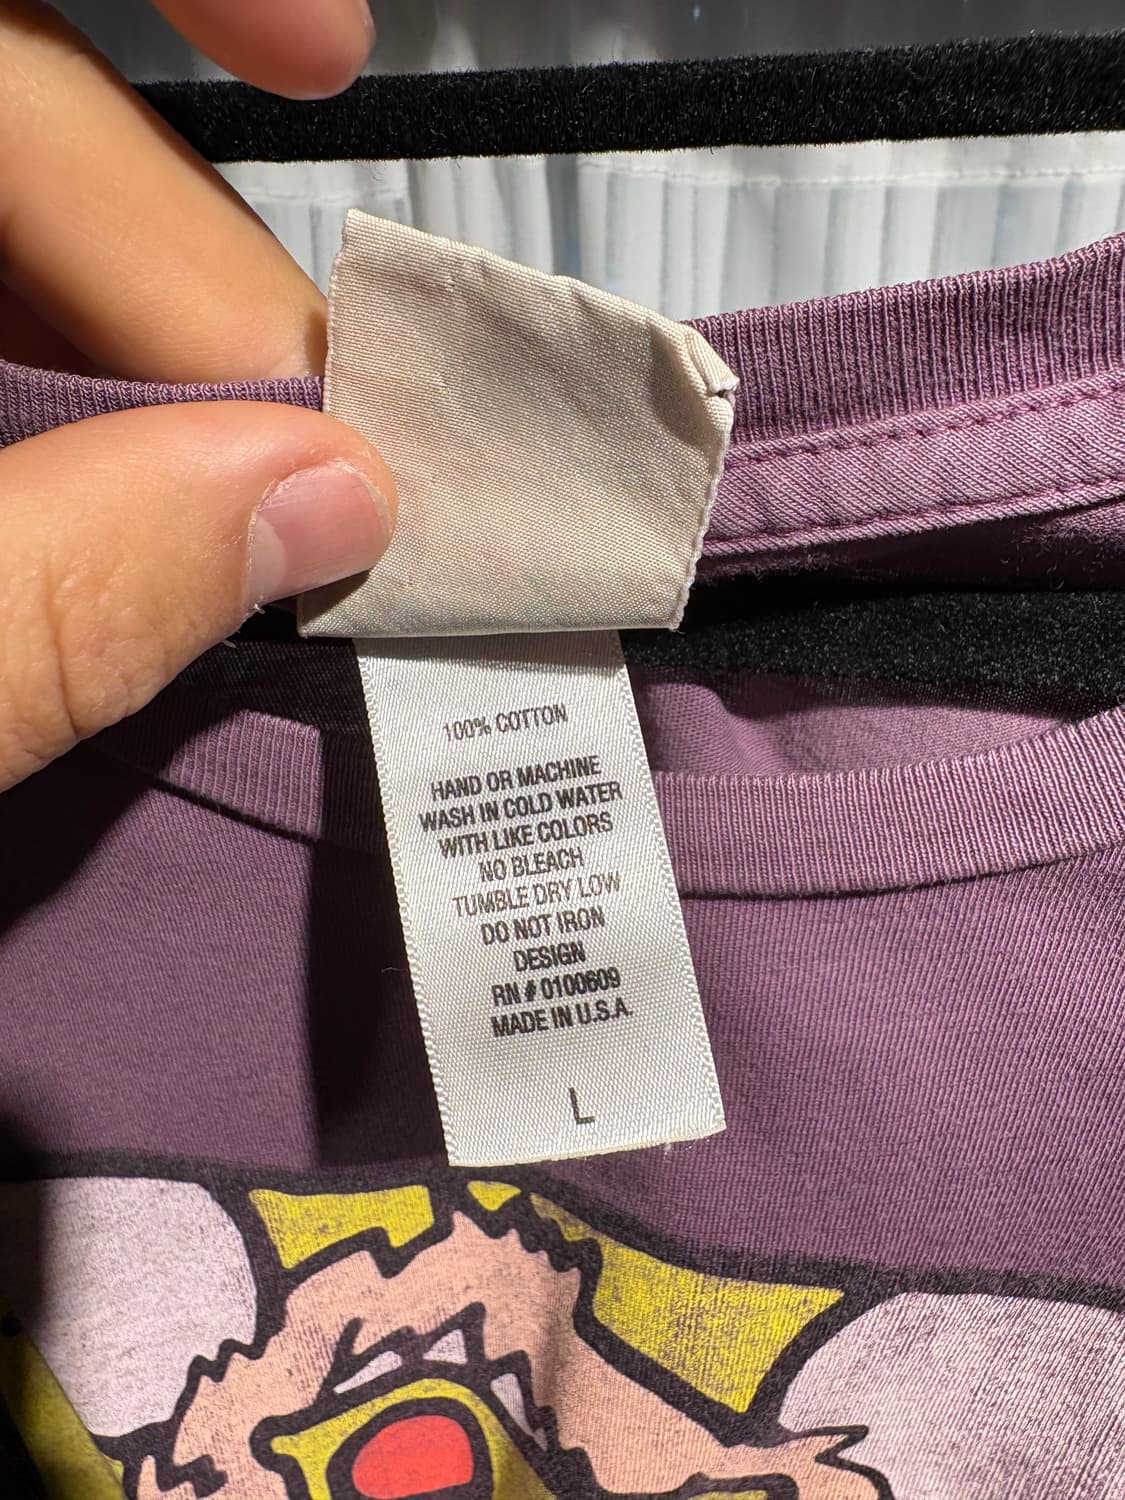 100% COTTON
HAND OR MACHINE
WASH IN COLD WATER
WITH LIKE COLORS
NO BLEACH
TUMBLE DRY LOW
DO NOT IRON
DESIGN
RN # 0100609
MADE IN U.S.A.
L